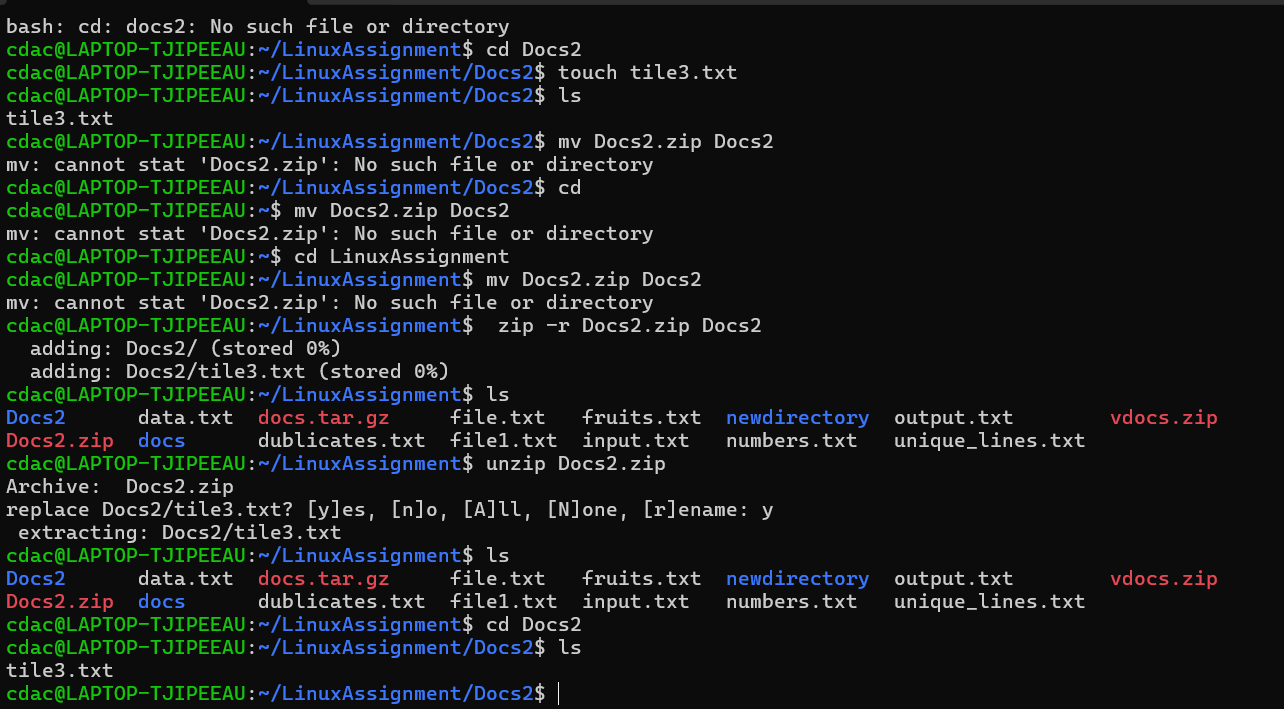 bash: cd: docs2: No such file or directory
cdac@LAPTOP-TJIPEEAU:~/LinuxAssignment$ cd Docs2
cdac@LAPTOP-TJIPEEAU:~/LinuxAssignment/Docs2$ touch tile3.txt
cdac@LAPTOP-TJIPEEAU:~/LinuxAssignment/Docs2$ ls
tile3.txt
cdac@LAPTOP-TJIPEEAU:~/LinuxAssignment/Docs2$ mv Docs2.zip Docs2
mv: cannot stat 'Docs2.zip': No such file or directory
cdac@LAPTOP-TJIPEEAU:~/LinuxAssignment/Docs2$ cd
cdac@LAPTOP-TJIPEEAU:~$ mv Docs2.zip Docs2
mv: cannot stat 'Docs2.zip': No such file or directory
cdac@LAPTOP-TJIPEEAU:~$ cd LinuxAssignment
cdac@LAPTOP-TJIPEEAU:~/LinuxAssignment$ mv Docs2.zip Docs2
mv: cannot stat 'Docs2.zip': No such file or directory
cdac@LAPTOP-TJIPEEAU:~/LinuxAssignment$  zip -r Docs2.zip Docs2
  adding: Docs2/ (stored 0%)
  adding: Docs2/tile3.txt (stored 0%)
cdac@LAPTOP-TJIPEEAU:~/LinuxAssignment$ ls
Docs2      data.txt  docs.tar.gz     file.txt   fruits.txt  newdirectory  output.txt        vdocs.zip
Docs2.zip  docs      dublicates.txt  file1.txt  input.txt   numbers.txt   unique_lines.txt
cdac@LAPTOP-TJIPEEAU:~/LinuxAssignment$ unzip Docs2.zip
Archive:  Docs2.zip
replace Docs2/tile3.txt? [y]es, [n]o, [A]ll, [N]one, [r]ename: y
 extracting: Docs2/tile3.txt
cdac@LAPTOP-TJIPEEAU:~/LinuxAssignment$ ls
Docs2      data.txt  docs.tar.gz     file.txt   fruits.txt  newdirectory  output.txt        vdocs.zip
Docs2.zip  docs      dublicates.txt  file1.txt  input.txt   numbers.txt   unique_lines.txt
cdac@LAPTOP-TJIPEEAU:~/LinuxAssignment$ cd Docs2
cdac@LAPTOP-TJIPEEAU:~/LinuxAssignment/Docs2$ ls
tile3.txt
cdac@LAPTOP-TJIPEEAU:~/LinuxAssignment/Docs2$